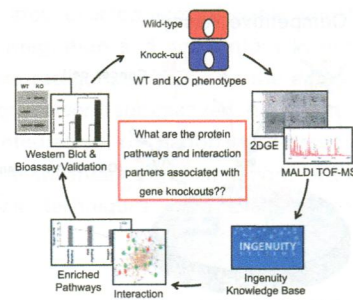 Wild-type
Knock-out
WT and KO phenotypes
WT KO
Western Blot &
Bioassay Validation
2DGE
MALDI TOF-MS
What are the protein
pathways and interaction
partners associated with
gene knockouts??
INGENUITY
SYSTEMS
Ingenuity
Knowledge Base
Enriched
Pathways
Interaction